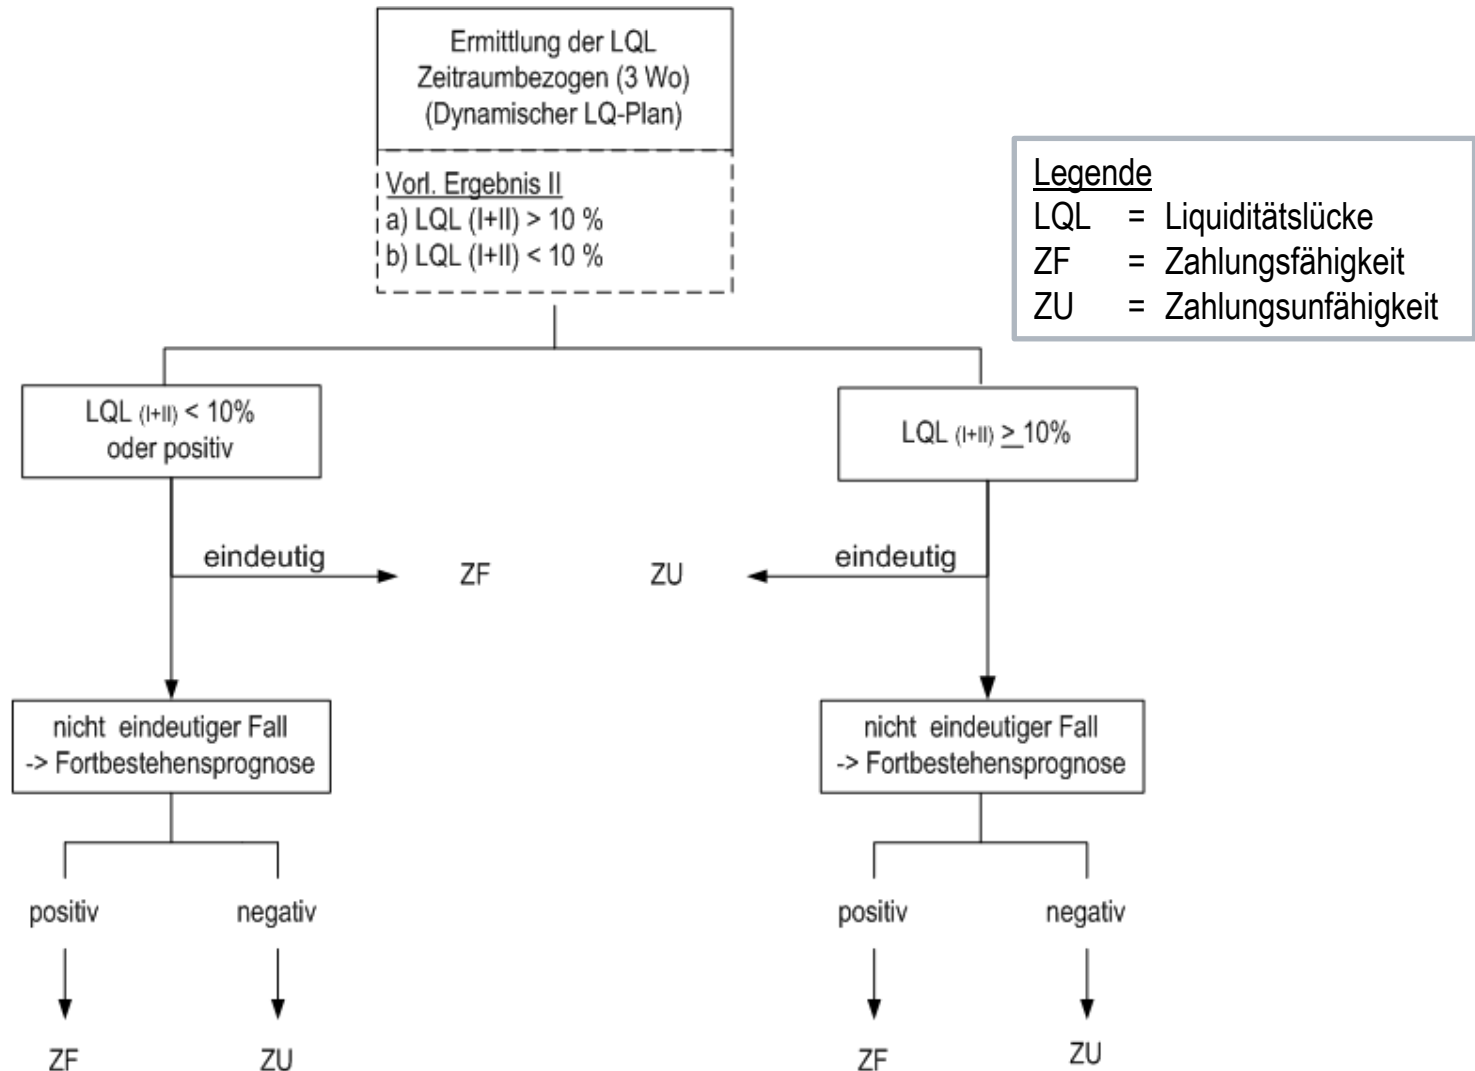 Ermittlung der LQL
Zeitraumbezogen (3 Wo)
(Dynamischer LQ-Plan)
Vorl. Ergebnis II
a) LQL (I+II) > 10 %
b) LQL (I+II) < 10 %
Legende
LQL = Liquiditätslücke
ZF = Zahlungsfähigkeit
ZU = Zahlungsunfähigkeit
LQL (I+II) < 10%
oder positiv
LQL (I+II) ≥ 10%
eindeutig
ZF
ZU
eindeutig
nicht eindeutiger Fall
-> Fortbestehensprognose
nicht eindeutiger Fall
-> Fortbestehensprognose
positiv
negativ
positiv
negativ
ZF
ZU
ZF
ZU